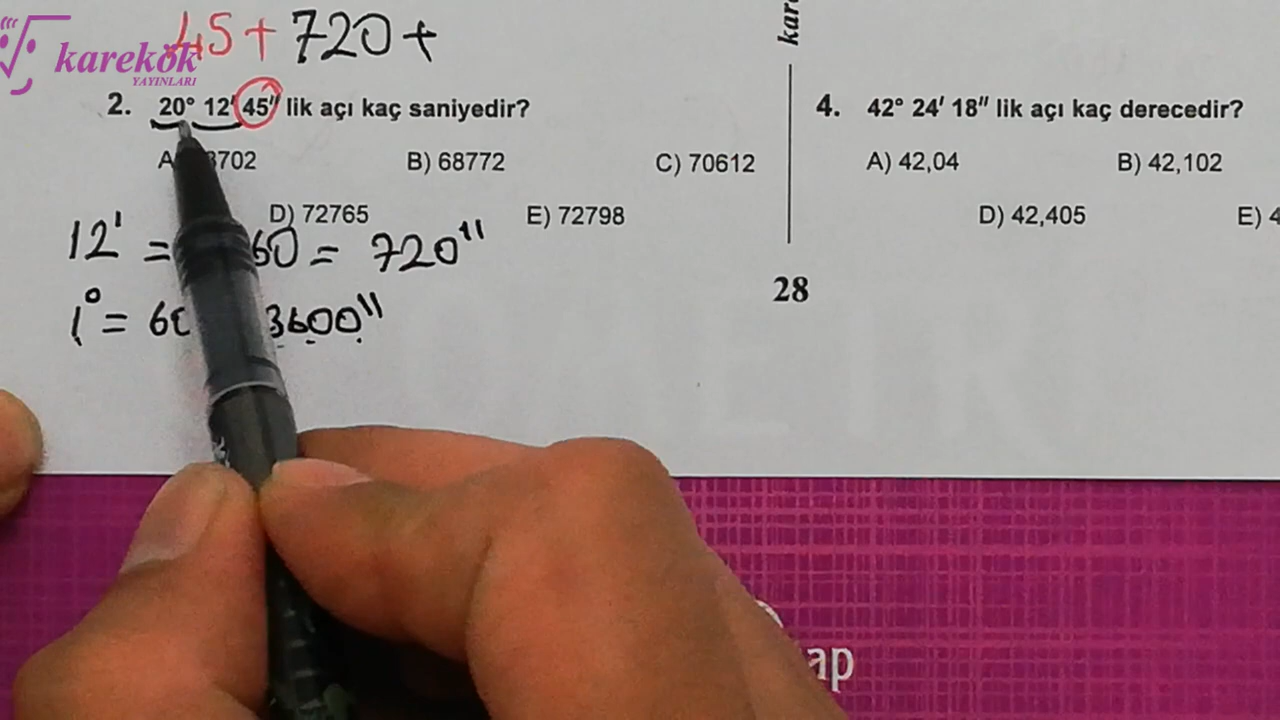 karekök
YAYINLARI
45 + 720 +
2. 20° 12' 45'' lik açı kaç saniyedir?
B) 68772
C) 70612
D) 72765
E) 72798
12' = 60 = 720''
1° = 60 3600''
4. 42° 24' 18'' lik açı kaç derecedir?
A) 42,04
B) 42,102
D) 42,405
28